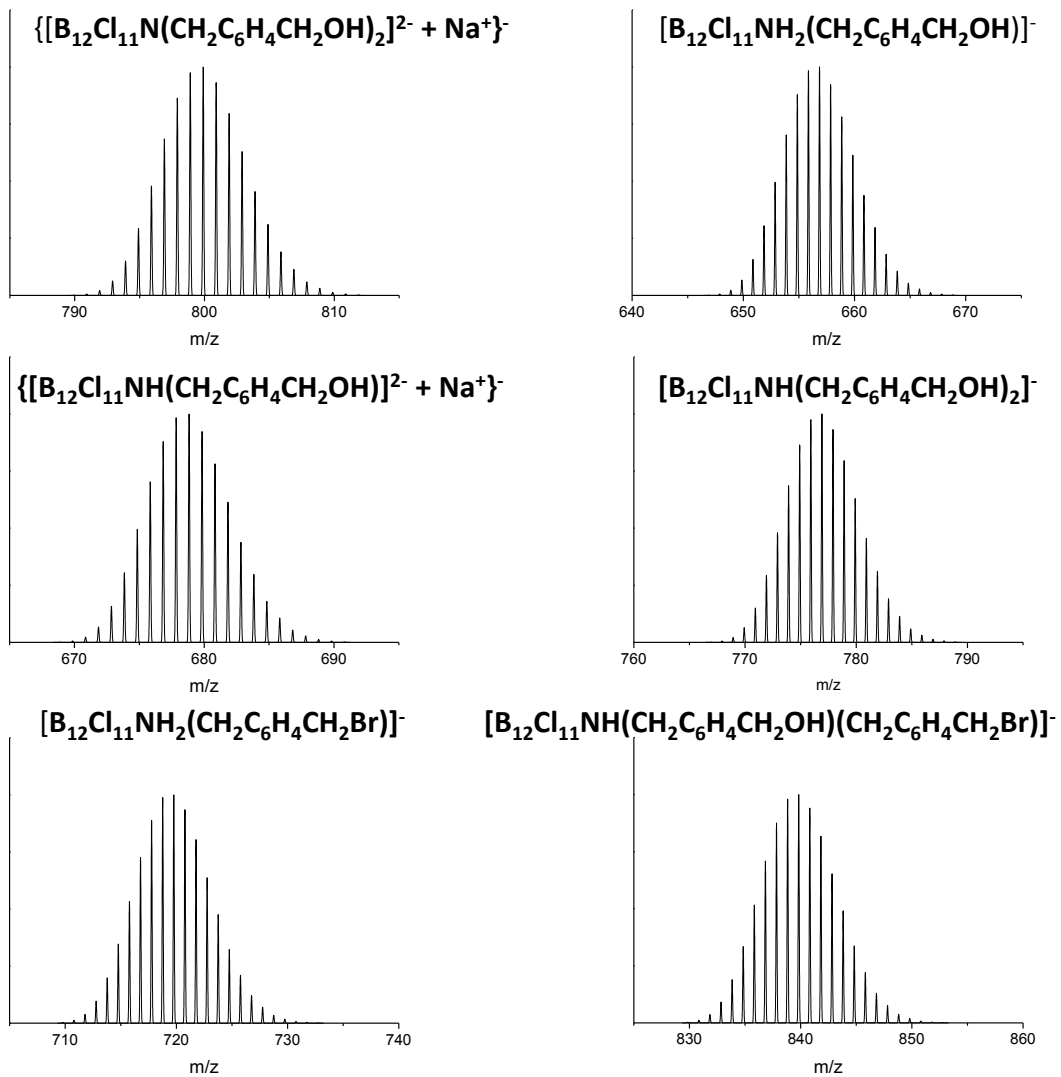 {[B₁₂Cl₁₁N(CH₂C₆H₄CH₂OH)₂]²⁻ + Na⁺}⁻
790 800 810
m/z
[B₁₂Cl₁₁NH₂(CH₂C₆H₄CH₂OH)]⁻
640 650 660 670
m/z
{[B₁₂Cl₁₁NH(CH₂C₆H₄CH₂OH)]²⁻ + Na⁺}⁻
670 680 690
m/z
[B₁₂Cl₁₁NH(CH₂C₆H₄CH₂OH)₂]⁻
760 770 780 790
m/z
[B₁₂Cl₁₁NH₂(CH₂C₆H₄CH₂Br)]⁻
710 720 730 740
m/z
[B₁₂Cl₁₁NH(CH₂C₆H₄CH₂OH)(CH₂C₆H₄CH₂Br)]⁻
830 840 850 860
m/z